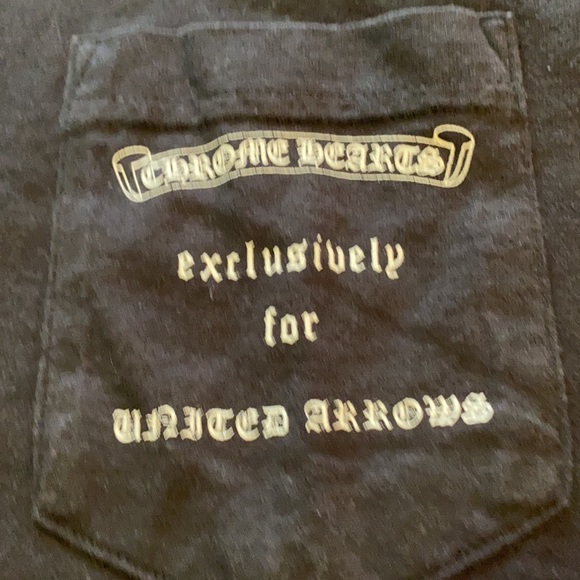 CHROME HEARTS
exclusively
for
UNITED ARROWS